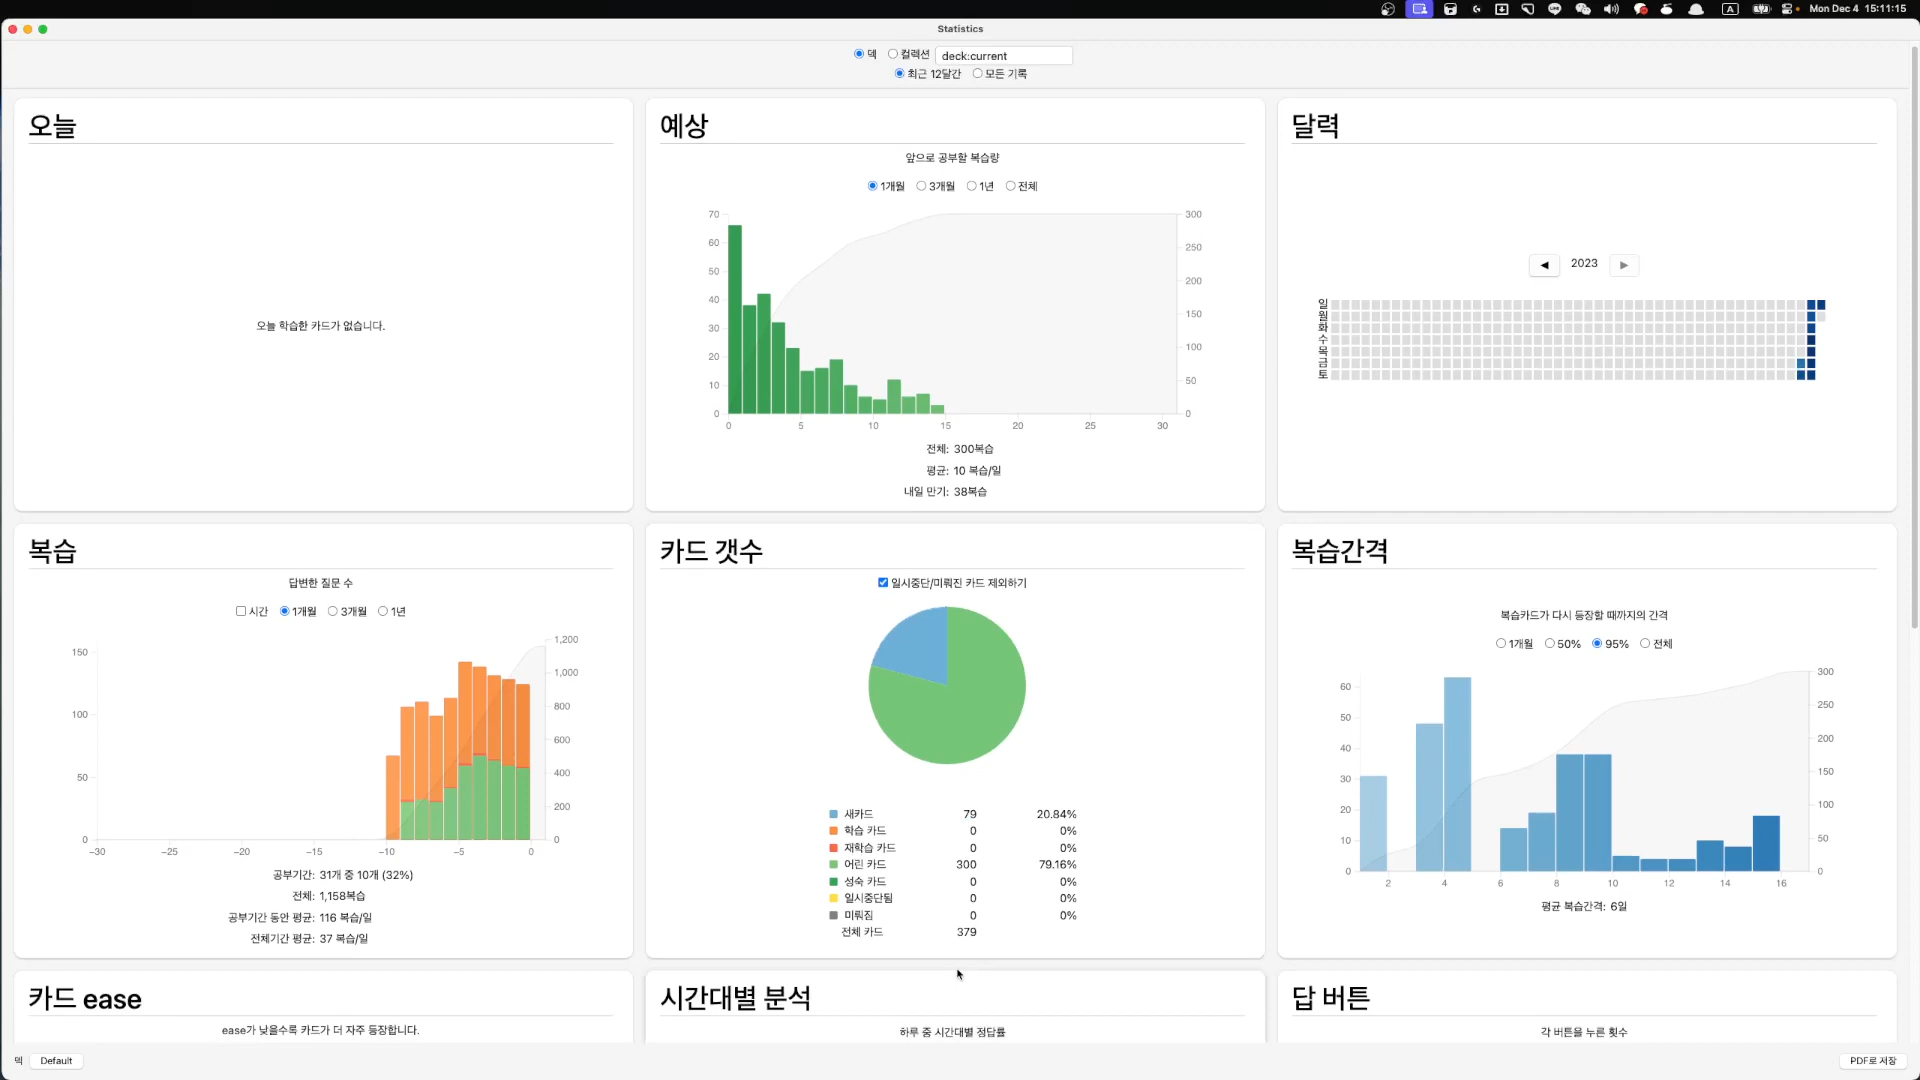 Mon Dec 4 15:11:15
Statistics
덱 컬렉션 deck:current
최근 12달간 모든 기록
오늘
오늘 학습한 카드가 없습니다.
예상
앞으로 공부할 복습량
1개월 3개월 1년 전체
70
60
50
40
30
20
10
0
300
250
200
150
100
50
0
0 5 10 15 20 25 30
전체: 300복습
평균: 10 복습/일
내일 만기: 38복습
달력
◀ 2023 ▶
일
월
화
수
목
금
토
복습
답변한 질문 수
시간 1개월 3개월 1년
150
100
50
0
1,200
1,000
800
600
400
200
0
−30 −25 −20 −15 −10 −5 0
공부기간: 31개 중 10개 (32%)
전체: 1,158복습
공부기간 동안 평균: 116 복습/일
전체기간 평균: 37 복습/일
카드 갯수
일시중단/미뤄진 카드 제외하기
새카드 79 20.84%
학습 카드 0 0%
재학습 카드 0 0%
어린 카드 300 79.16%
성숙 카드 0 0%
일시중단됨 0 0%
미뤄짐 0 0%
전체 카드 379
복습간격
복습카드가 다시 등장할 때까지의 간격
1개월 50% 95% 전체
60
50
40
30
20
10
0
300
250
200
150
100
50
0
2 4 6 8 10 12 14 16
평균 복습간격: 6일
카드 ease
ease가 낮을수록 카드가 더 자주 등장합니다.
시간대별 분석
하루 중 시간대별 정답률
답 버튼
각 버튼을 누른 횟수
덱 Default
PDF로 저장